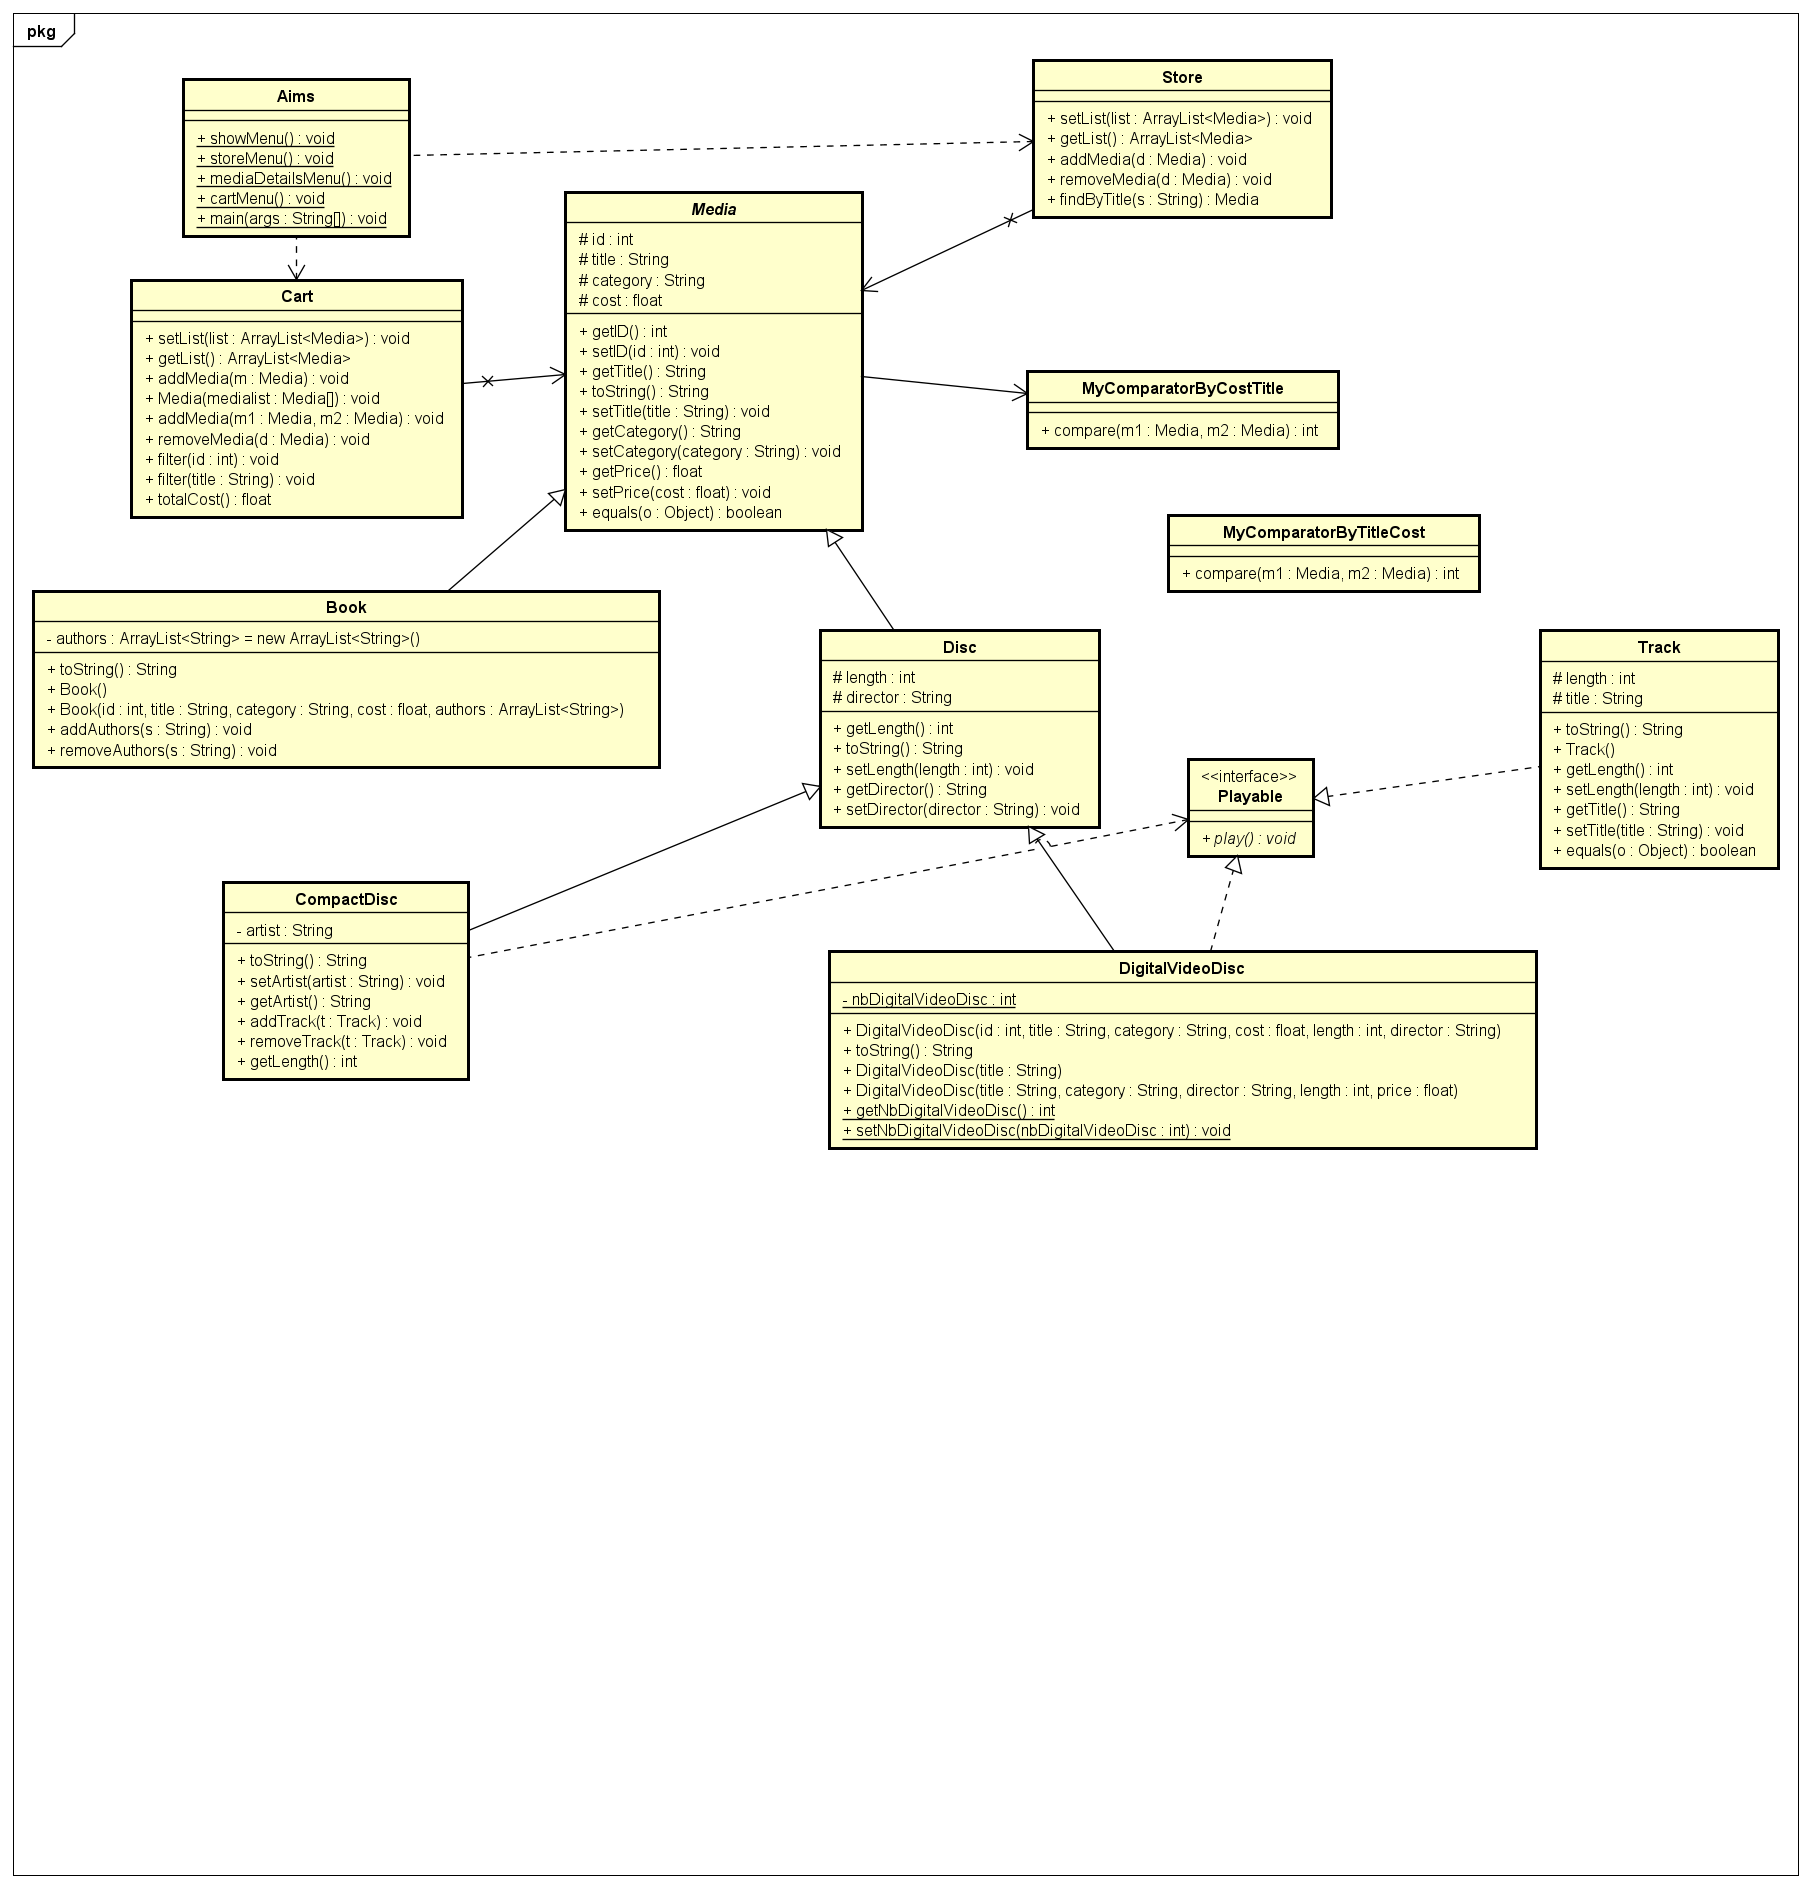 pkg
Aims
+ showMenu() : void
+ storeMenu() : void
+ mediaDetailsMenu() : void
+ cartMenu() : void
+ main(args : String[]) : void
Store
+ setList(list : ArrayList<Media>) : void
+ getList() : ArrayList<Media>
+ addMedia(d : Media) : void
+ removeMedia(d : Media) : void
+ findByTitle(s : String) : Media
Media
# id : int
# title : String
# category : String
# cost : float
+ getID() : int
+ setID(id : int) : void
+ getTitle() : String
+ toString() : String
+ setTitle(title : String) : void
+ getCategory() : String
+ setCategory(category : String) : void
+ getPrice() : float
+ setPrice(cost : float) : void
+ equals(o : Object) : boolean
Cart
+ setList(list : ArrayList<Media>) : void
+ getList() : ArrayList<Media>
+ addMedia(m : Media) : void
+ Media(medialist : Media[]) : void
+ addMedia(m1 : Media, m2 : Media) : void
+ removeMedia(d : Media) : void
+ filter(id : int) : void
+ filter(title : String) : void
+ totalCost() : float
MyComparatorByCostTitle
+ compare(m1 : Media, m2 : Media) : int
MyComparatorByTitleCost
+ compare(m1 : Media, m2 : Media) : int
Book
- authors : ArrayList<String> = new ArrayList<String>()
+ toString() : String
+ Book()
+ Book(id : int, title : String, category : String, cost : float, authors : ArrayList<String>)
+ addAuthors(s : String) : void
+ removeAuthors(s : String) : void
Disc
# length : int
# director : String
+ getLength() : int
+ toString() : String
+ setLength(length : int) : void
+ getDirector() : String
+ setDirector(director : String) : void
Track
# length : int
# title : String
+ toString() : String
+ Track()
+ getLength() : int
+ setLength(length : int) : void
+ getTitle() : String
+ setTitle(title : String) : void
+ equals(o : Object) : boolean
<<interface>>
Playable
+ play() : void
CompactDisc
- artist : String
+ toString() : String
+ setArtist(artist : String) : void
+ getArtist() : String
+ addTrack(t : Track) : void
+ removeTrack(t : Track) : void
+ getLength() : int
DigitalVideoDisc
- nbDigitalVideoDisc : int
+ DigitalVideoDisc(id : int, title : String, category : String, cost : float, length : int, director : String)
+ toString() : String
+ DigitalVideoDisc(title : String)
+ DigitalVideoDisc(title : String, category : String, director : String, length : int, price : float)
+ getNbDigitalVideoDisc() : int
+ setNbDigitalVideoDisc(nbDigitalVideoDisc : int) : void